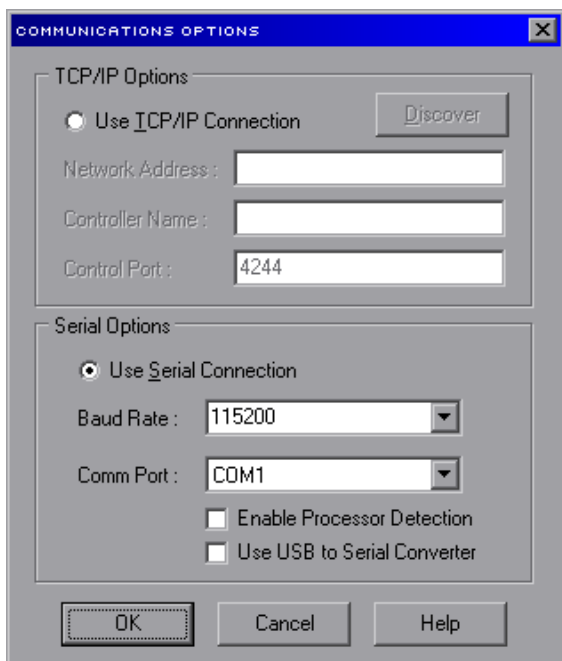 COMMUNICATIONS OPTIONS
TCP/IP Options
Use TCP/IP Connection
Discover
Network Address :
Controller Name :
Control Port : 4244
Serial Options
Use Serial Connection
Baud Rate : 115200
Comm Port : COM1
Enable Processor Detection
Use USB to Serial Converter
OK Cancel Help